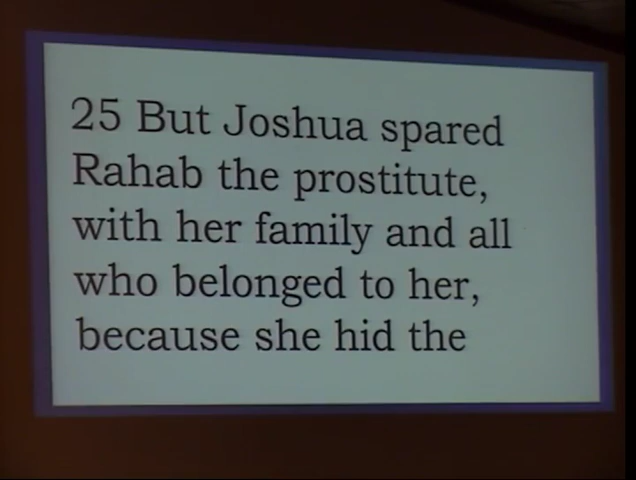 25 But Joshua spared
Rahab the prostitute,
with her family and all
who belonged to her,
because she hid the